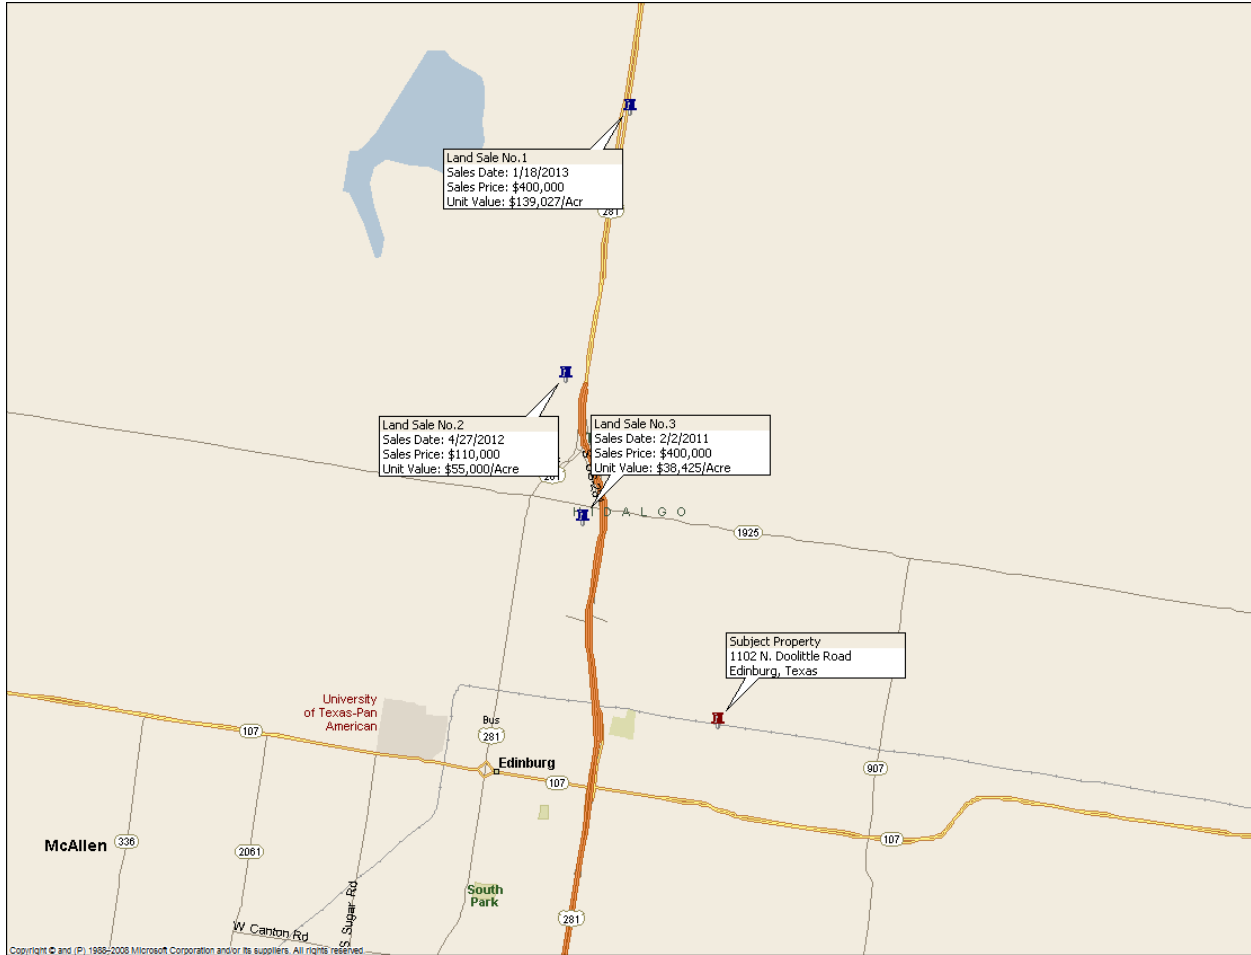 Land Sale No.1
Sales Date: 1/18/2013
Sales Price: $400,000
Unit Value: $139,027/Acr
281
Land Sale No.2
Sales Date: 4/27/2012
Sales Price: $110,000
Unit Value: $55,000/Acre
Land Sale No.3
Sales Date: 2/2/2011
Sales Price: $400,000
Unit Value: $38,425/Acre
HIDALGO
1925
Subject Property
1102 N. Doolittle Road
Edinburg, Texas
University
of Texas-Pan
American
107
Bus
281
Edinburg
107
907
107
McAllen
336
2061
S. Sugar Rd
South
Park
W Canton Rd
281
Copyright © and (P) 1988–2008 Microsoft Corporation and/or its suppliers. All rights reserved.